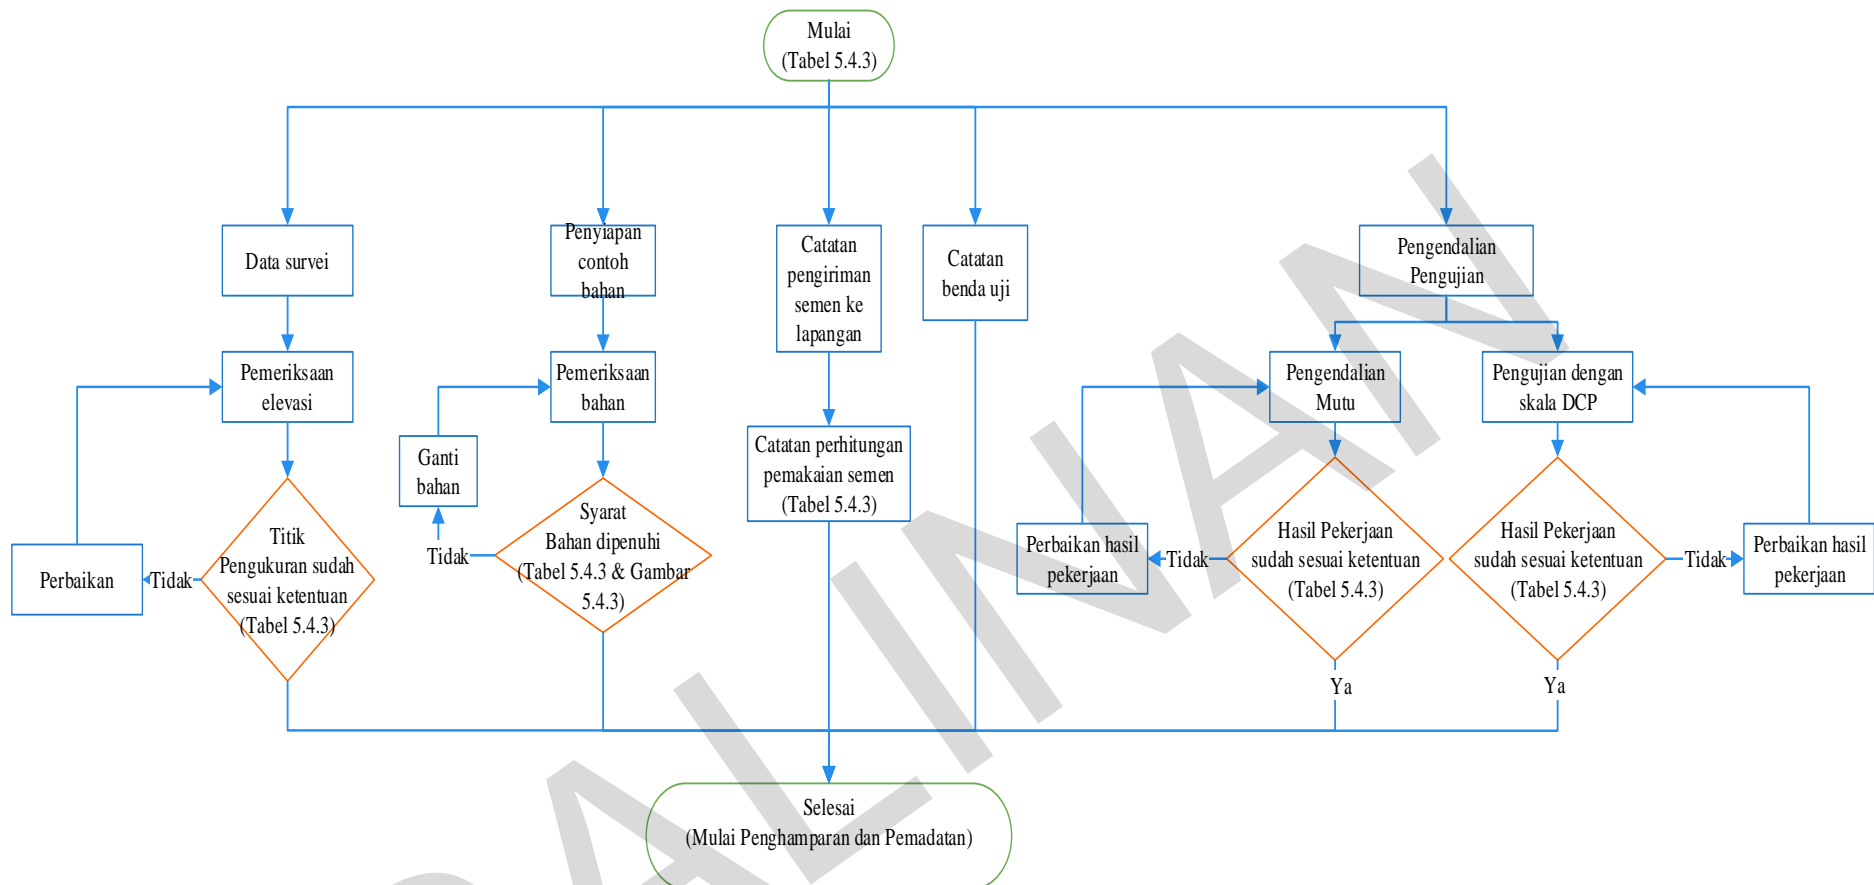 Mulai
(Tabel 5.4.3)
Data survei
Penyiapan
contoh
bahan
Catatan
pengiriman
semen ke
lapangan
Catatan
benda uji
Pengendalian
Pengujian
Pemeriksaan
elevasi
Pemeriksaan
bahan
Pengendalian
Mutu
Pengujian dengan
skala DCP
Ganti
bahan
Catatan perhitungan
pemakaian semen
(Tabel 5.4.3)
Perbaikan
Tidak
Titik
Pengukuran sudah
sesuai ketentuan
(Tabel 5.4.3)
Tidak
Syarat
Bahan dipenuhi
(Tabel 5.4.3 & Gambar
5.4.3)
Perbaikan hasil
pekerjaan
Tidak
Hasil Pekerjaan
sudah sesuai ketentuan
(Tabel 5.4.3)
Hasil Pekerjaan
sudah sesuai ketentuan
(Tabel 5.4.3)
Tidak
Perbaikan hasil
pekerjaan
Ya
Ya
Selesai
(Mulai Penghamparan dan Pemadatan)
SALINAN